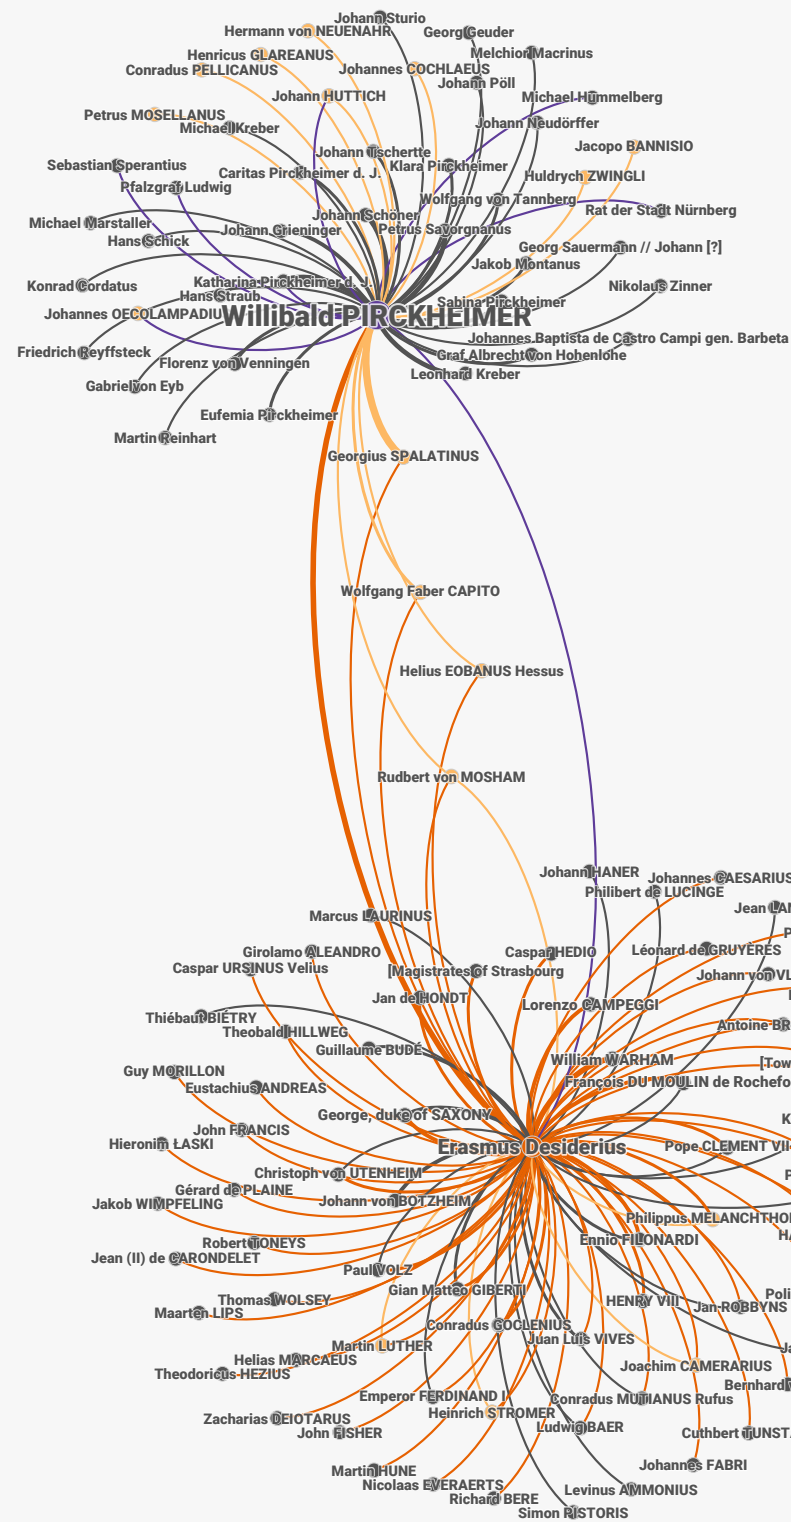 Johann Sturio
Hermann von NEUENAHR
Georg Geuder
Henricus GLAREANUS
Melchior Macrinus
Conradus PELLICANUS
Johannes COCHLAEUS
Johann Pöll
Johann HUTTICH
Michael Hummelberg
Petrus MOSELLANUS
Michael Kreber
Johann Neudörffer
Jacopo BANNISIO
Johann Tschertte
Sebastian Sperantius
Caritas Pirckheimer d. J.
Klara Pirckheimer
Huldrych ZWINGLI
Pfalzgraf Ludwig
Wolfgang von Tannberg
Rat der Stadt Nürnberg
Michael Marstaller
Johann Schöner
Johann Grieninger
Petrus Savorgnanus
Hans Schick
Georg Sauermann // Johann [?]
Jakob Montanus
Konrad Cordatus
Katharina Pirckheimer d. J.
Nikolaus Zinner
Hans Straub
Sabina Pirckheimer
Johannes OECOLAMPADIU
Willibald PIRCKHEIMER
Johannes Baptista de Castro Campi gen. Barbeta
Friedrich Reyffsteck
Graf Albrecht von Hohenlohe
Florenz von Venningen
Leonhard Kreber
Gabriel von Eyb
Eufemia Pirckheimer
Martin Reinhart
Georgius SPALATINUS
Wolfgang Faber CAPITO
Helius EOBANUS Hessus
Rudbert von MOSHAM
Johann HANER
Johannes CAESARIUS
Philibert de LUCINGE
Jean LAM
Marcus LAURINUS
P
Girolamo ALEANDRO
Caspar HEDIO
Léonard de GRUYÈRES
Caspar URSINUS Velius
[Magistrates of Strasbourg
Johann von VL
Jan de HONDT
Lorenzo CAMPEGGI
Thiébaut BIÉTRY
Theobald HILLWEG
Antoine BR
Guillaume BUDÉ
William WARHAM
[Tow
Guy MORILLON
Eustachius ANDREAS
François DU MOULIN de Rochefo
George, duke of SAXONY
K
John FRANCIS
Hieronim ŁASKI
Erasmus Desiderius
Pope CLEMENT VII
Christoph von UTENHEIM
P
Gérard de PLAINE
Jakob WIMPFELING
Johann von BOTZHEIM
Philippus MELANCHTHO
Robert TONEYS
Ennio FILONARDI
HA
Jean (II) de CARONDELET
Paul VOLZ
Gian Matteo GIBERTI
Thomas WOLSEY
HENRY VIII
Poli
Maarten LIPS
Jan ROBBYNS
Conradus GOCLENIUS
Juan Luis VIVES
Martin LUTHER
Ja
Helias MARCAEUS
Joachim CAMERARIUS
Theodoricus HEZIUS
Bernhard
Emperor FERDINAND I
Conradus MUTIANUS Rufus
Heinrich STROMER
Zacharias DEIOTARUS
Ludwig BAER
John FISHER
Cuthbert TUNST
Johannes FABRI
Martin HUNE
Nicolaas EVERAERTS
Levinus AMMONIUS
Richard BERE
Simon PISTORIS